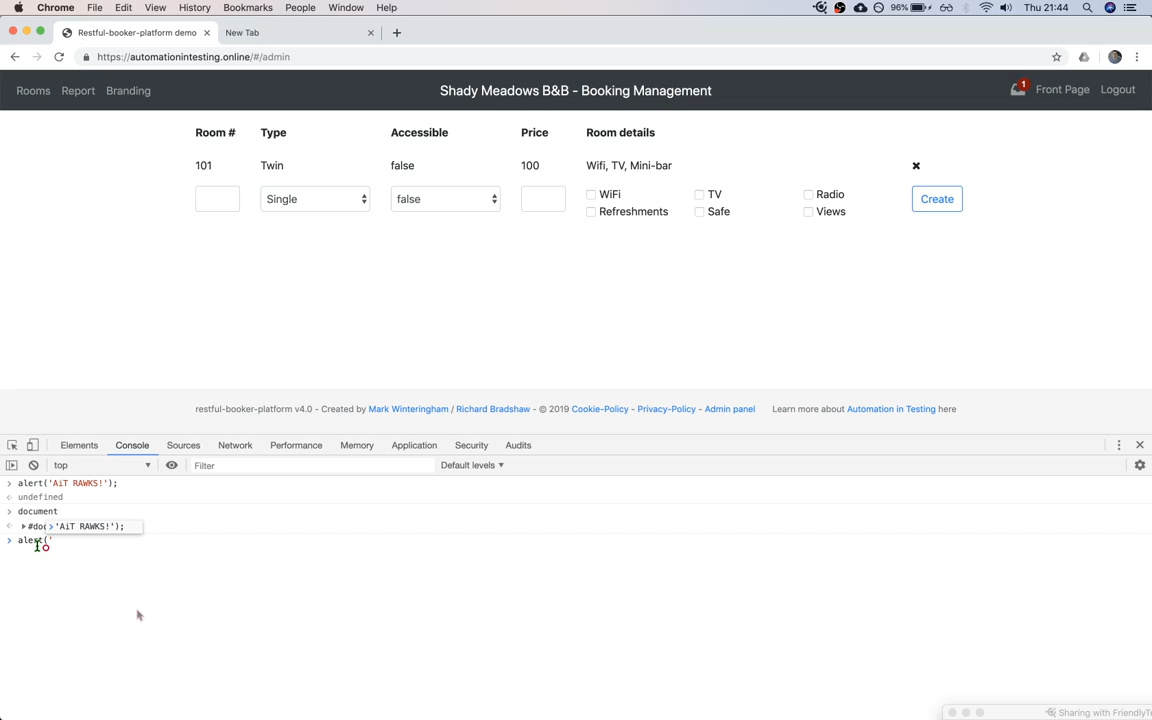 Chrome File Edit View History Bookmarks People Window Help 96% Thu 21:44
Restful-booker-platform demo New Tab
https://automationintesting.online/#/admin
Rooms Report Branding Shady Meadows B&B - Booking Management 1 Front Page Logout
Room # Type Accessible Price Room details
101 Twin false 100 Wifi, TV, Mini-bar
Single false WiFi TV Radio Create
Refreshments Safe Views
restful-booker-platform v4.0 - Created by Mark Winteringham / Richard Bradshaw - © 2019 Cookie-Policy - Privacy-Policy - Admin panel Learn more about Automation in Testing here
Elements Console Sources Network Performance Memory Application Security Audits
top Filter Default levels
alert('AiT RAWKS!');
undefined
document
#doc 'AiT RAWKS!');
alert('
Sharing with FriendlyTe